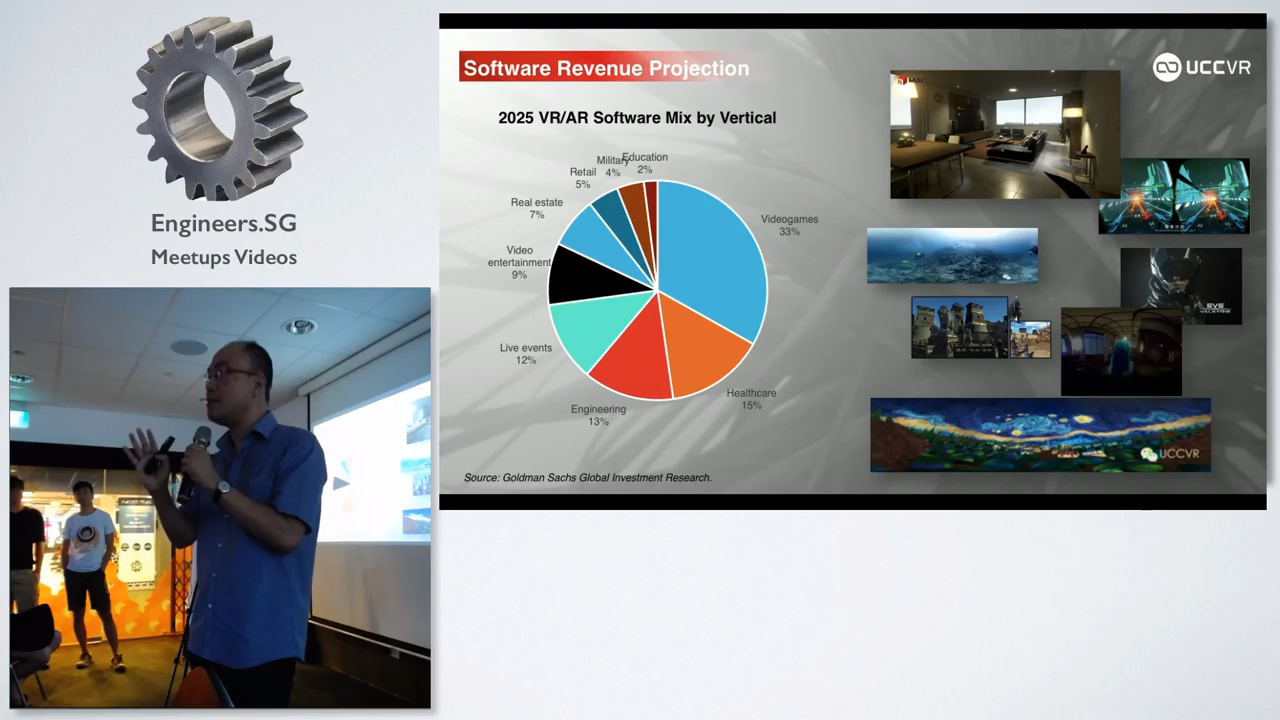 Engineers.SG
Meetups Videos
Software Revenue Projection
UCCVR
2025 VR/AR Software Mix by Vertical
Education
2%
Military
4%
Retail
5%
Real estate
7%
Video
entertainment
9%
Live events
12%
Engineering
13%
Healthcare
15%
Videogames
33%
EVE
VALKYRIE
UCCVR
Source: Goldman Sachs Global Investment Research.